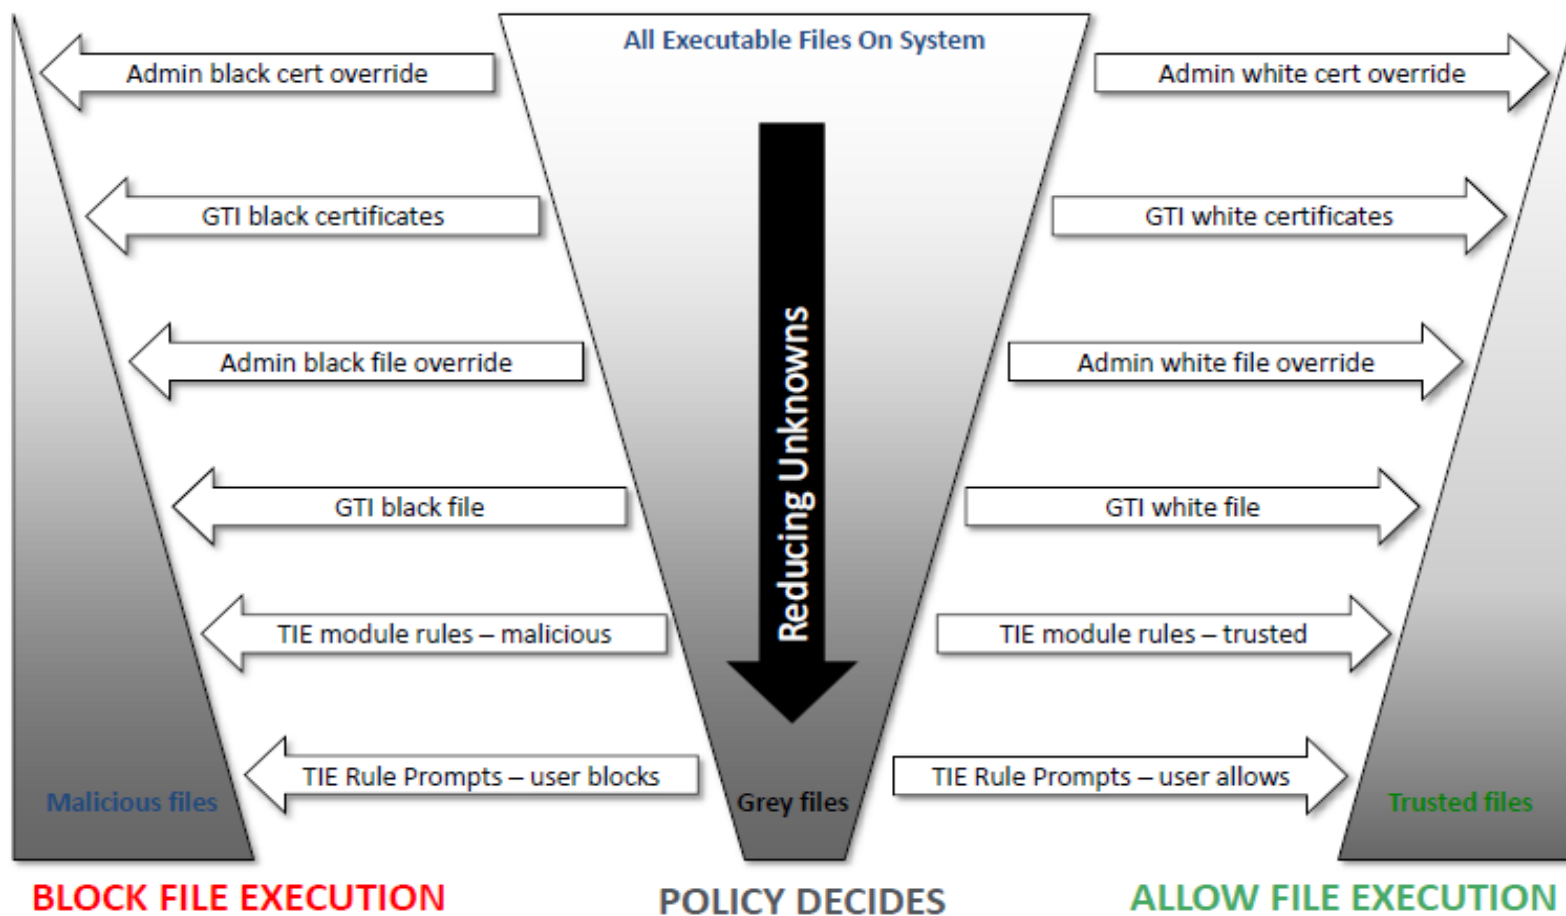 All Executable Files On System
Admin black cert override
Admin white cert override
GTI black certificates
GTI white certificates
Admin black file override
Admin white file override
Reducing Unknowns
GTI black file
GTI white file
TIE module rules – malicious
TIE module rules – trusted
TIE Rule Prompts – user blocks
TIE Rule Prompts – user allows
Malicious files
Grey files
Trusted files
BLOCK FILE EXECUTION
POLICY DECIDES
ALLOW FILE EXECUTION